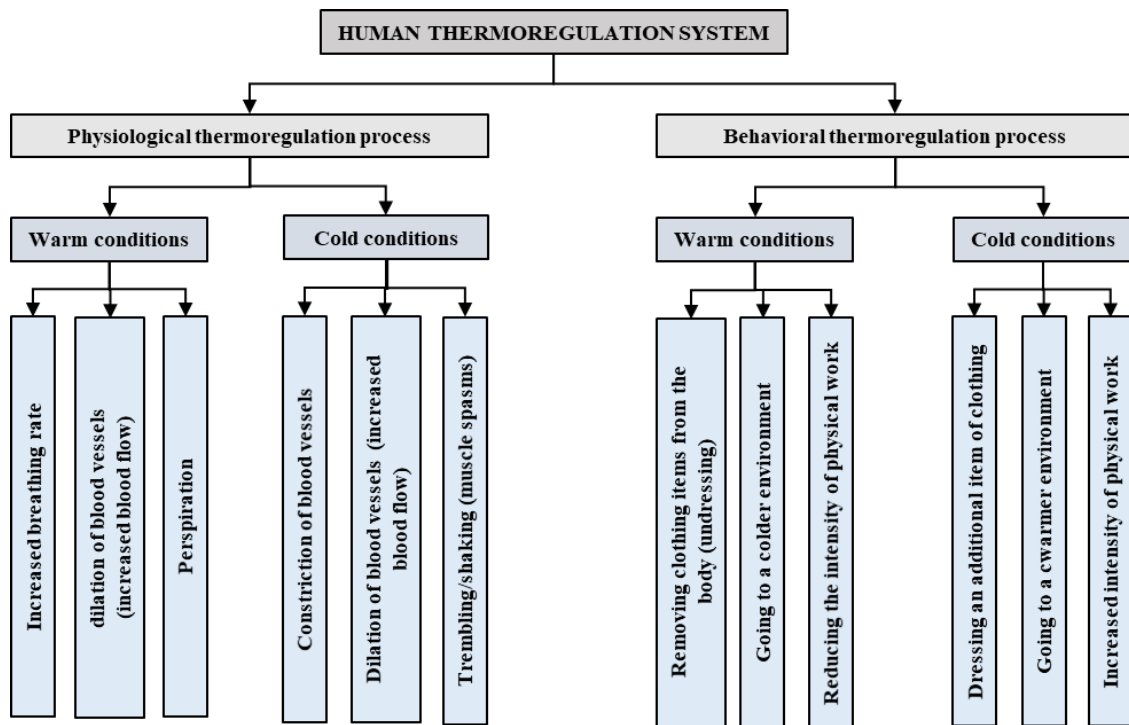 HUMAN THERMOREGULATION SYSTEM
Physiological thermoregulation process
Behavioral thermoregulation process
Warm conditions
Cold conditions
Warm conditions
Cold conditions
Increased breathing rate
dilation of blood vessels
(increased blood flow)
Perspiration
Constriction of blood vessels
Dilation of blood vessels (increased
blood flow)
Trembling/shaking (muscle spasms)
Removing clothing items from the
body (undressing)
Going to a colder environment
Reducing the intensity of physical work
Dressing an additional item of clothing
Going to a cwarmer environment
Increased intensity of physical work